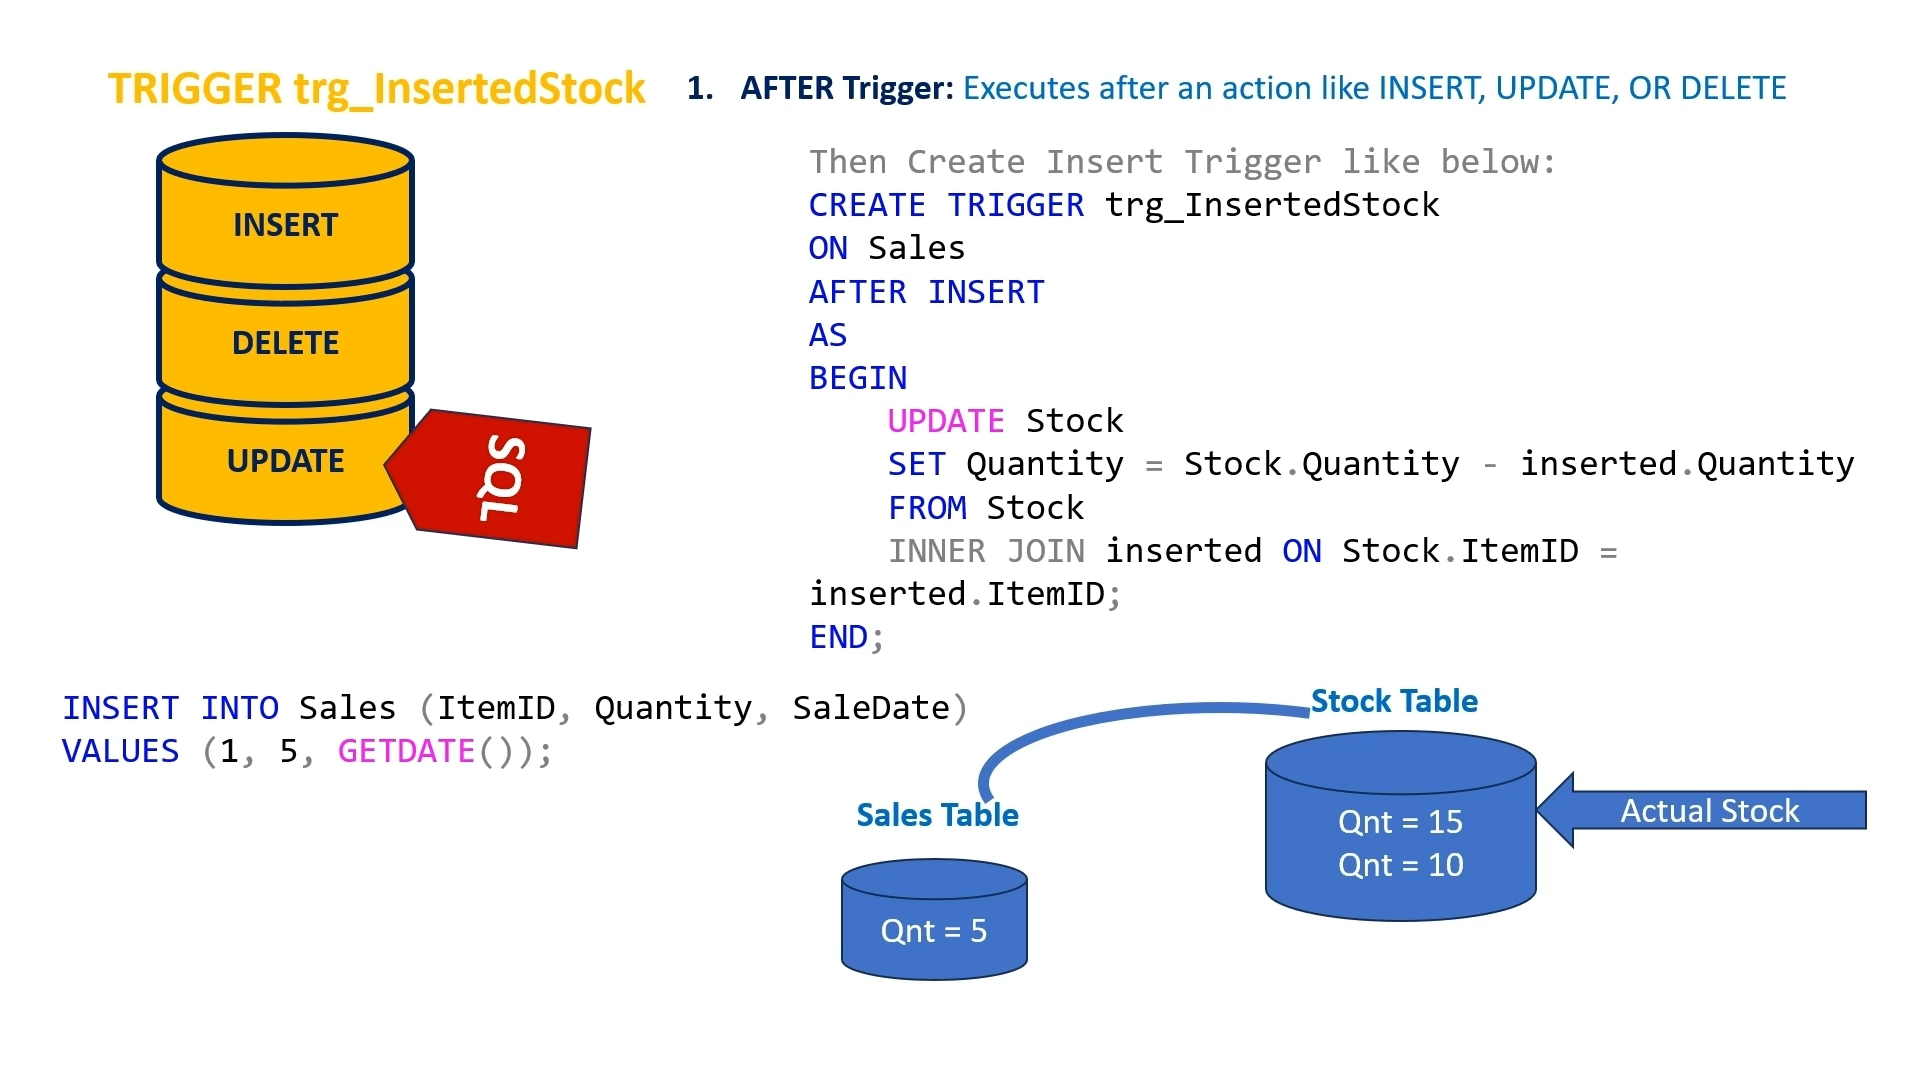 TRIGGER trg_InsertedStock
1. AFTER Trigger: Executes after an action like INSERT, UPDATE, OR DELETE
INSERT
DELETE
UPDATE
SQL
Then Create Insert Trigger like below:
CREATE TRIGGER trg_InsertedStock
ON Sales
AFTER INSERT
AS
BEGIN
    UPDATE Stock
    SET Quantity = Stock.Quantity - inserted.Quantity
    FROM Stock
    INNER JOIN inserted ON Stock.ItemID =
inserted.ItemID;
END;
INSERT INTO Sales (ItemID, Quantity, SaleDate)
VALUES (1, 5, GETDATE());
Stock Table
Sales Table
Qnt = 15
Qnt = 10
Actual Stock
Qnt = 5